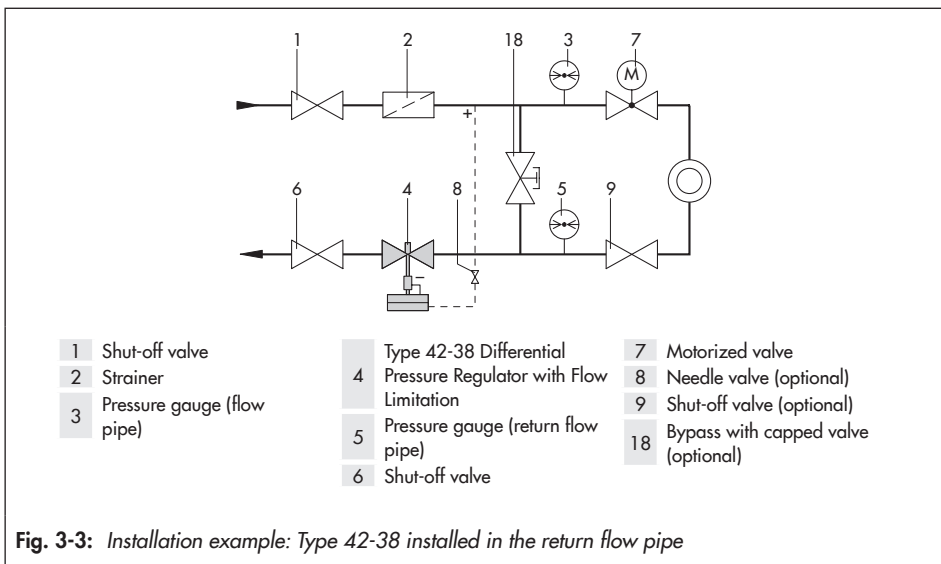 1 2 18 3 7
M
+
6 4 8 5 9
–
1 Shut-off valve
2 Strainer
3 Pressure gauge (flow
pipe)
4 Type 42-38 Differential
Pressure Regulator with Flow
Limitation
5 Pressure gauge (return flow
pipe)
6 Shut-off valve
7 Motorized valve
8 Needle valve (optional)
9 Shut-off valve (optional)
18 Bypass with capped valve
(optional)
Fig. 3-3: Installation example: Type 42-38 installed in the return flow pipe